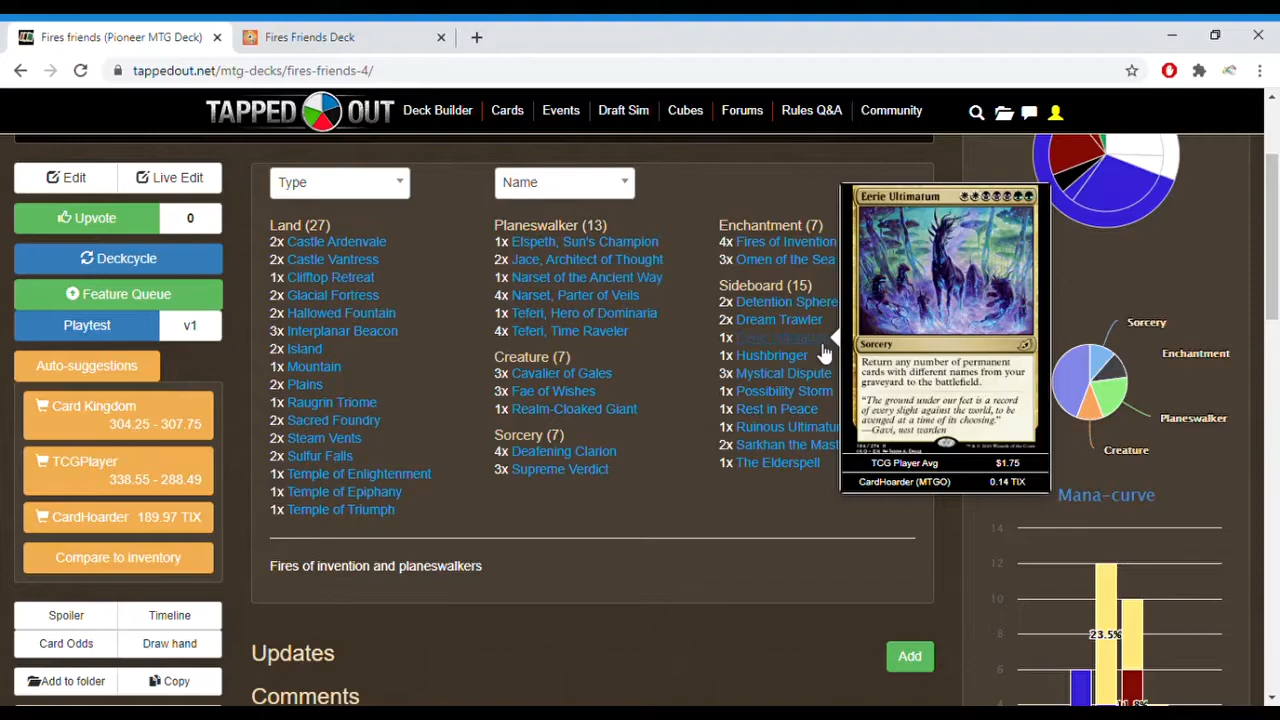 Fires friends (Pioneer MTG Deck)
Fires Friends Deck
tappedout.net/mtg-decks/fires-friends-4/
TAPPED OUT
Deck Builder
Cards
Events
Draft Sim
Cubes
Forums
Rules Q&A
Community
Edit
Live Edit
Upvote
0
Deckcycle
Feature Queue
Playtest
v1
Auto-suggestions
Card Kingdom
304.25 - 307.75
TCGPlayer
338.55 - 288.49
CardHoarder 189.97 TIX
Compare to inventory
Spoiler
Timeline
Card Odds
Draw hand
Add to folder
Copy
Type
Name
Land (27)
2x Castle Ardenvale
2x Castle Vantress
1x Clifftop Retreat
2x Glacial Fortress
2x Hallowed Fountain
3x Interplanar Beacon
2x Island
1x Mountain
2x Plains
1x Raugrin Triome
2x Sacred Foundry
2x Steam Vents
2x Sulfur Falls
1x Temple of Enlightenment
1x Temple of Epiphany
1x Temple of Triumph
Planeswalker (13)
1x Elspeth, Sun's Champion
2x Jace, Architect of Thought
1x Narset of the Ancient Way
4x Narset, Parter of Veils
1x Teferi, Hero of Dominaria
4x Teferi, Time Raveler
Creature (7)
3x Cavalier of Gales
3x Fae of Wishes
1x Realm-Cloaked Giant
Sorcery (7)
4x Deafening Clarion
3x Supreme Verdict
Enchantment (7)
4x Fires of Invention
3x Omen of the Sea
Sideboard (15)
2x Detention Sphere
2x Dream Trawler
1x
1x Hushbringer
3x Mystical Dispute
1x Possibility Storm
1x Rest in Peace
1x Ruinous Ultimatu
2x Sarkhan the Mast
1x The Elderspell
Eerie Ultimatum
Sorcery
Return any number of permanent
cards with different names from your
graveyard to the battlefield.
"The ground under our feet is a record
of every slight against the world, to be
avenged at a time of its choosing."
TCG Player Avg $1.75
CardHoarder (MTGO) 0.14 TIX
Fires of invention and planeswalkers
Updates
Add
Comments
Sorcery
Enchantment
Planeswalker
Creature
Mana-curve
14
12
10
8
6
4
23.5%